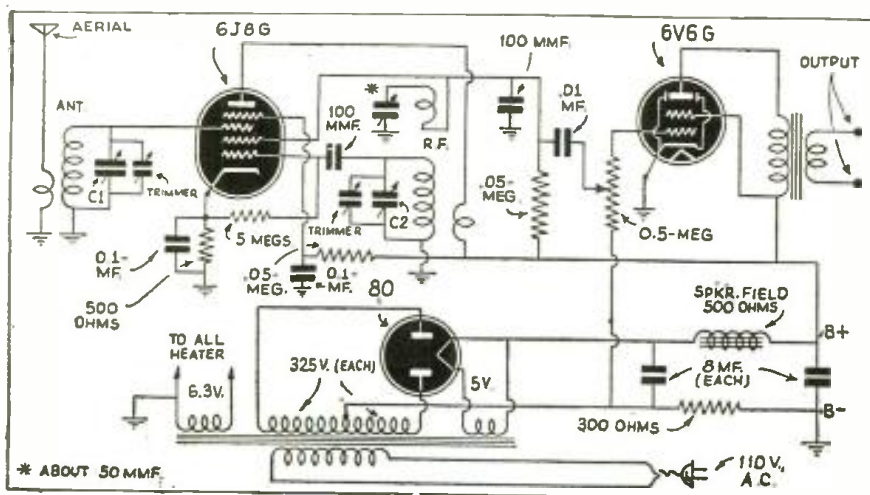 AERIAL
6J8G
6V6G
100 MMF.
OUTPUT
*
.01
MF.
ANT.
100
MMF.
R.F.
C1
TRIMMER
.05-
MEG.
TRIMMER
C2
0.5-MEG
5 MEGS
0.1-
MF.
.05-
MEG.
0.1-
MF.
500
OHMS
80
SPKR. FIELD
500 OHMS
TO ALL
HEATER
325V. (EACH)
B+
6.3V.
5V.
8 MF.
(EACH)
300 OHMS
B-
* ABOUT 50 MMF.
110 V.,
A.C.